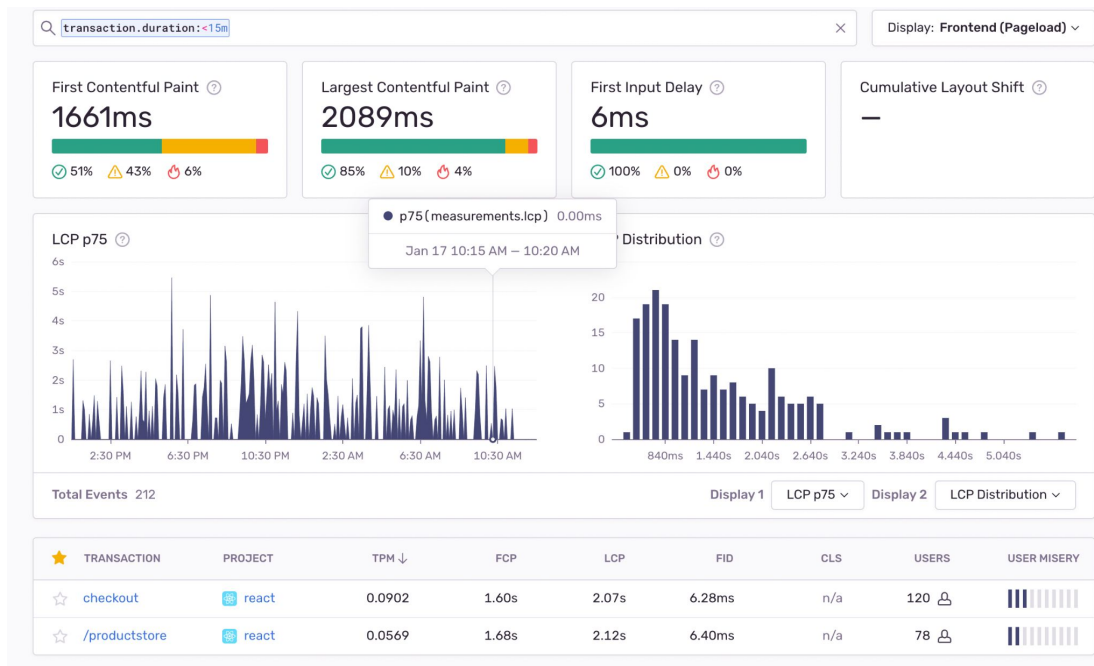 transaction.duration:<15m
Display: Frontend (Pageload)
First Contentful Paint
1661ms
51% 43% 6%
Largest Contentful Paint
2089ms
85% 10% 4%
First Input Delay
6ms
100% 0% 0%
Cumulative Layout Shift
—
p75(measurements.lcp) 0.00ms
Jan 17 10:15 AM — 10:20 AM
LCP p75
6s
5s
4s
3s
2s
1s
0
2:30 PM 6:30 PM 10:30 PM 2:30 AM 6:30 AM 10:30 AM
Distribution
20
15
10
5
0
840ms 1.440s 2.040s 2.640s 3.240s 3.840s 4.440s 5.040s
Total Events 212
Display 1 LCP p75 Display 2 LCP Distribution
TRANSACTION PROJECT TPM FCP LCP FID CLS USERS USER MISERY
checkout react 0.0902 1.60s 2.07s 6.28ms n/a 120
/productstore react 0.0569 1.68s 2.12s 6.40ms n/a 78